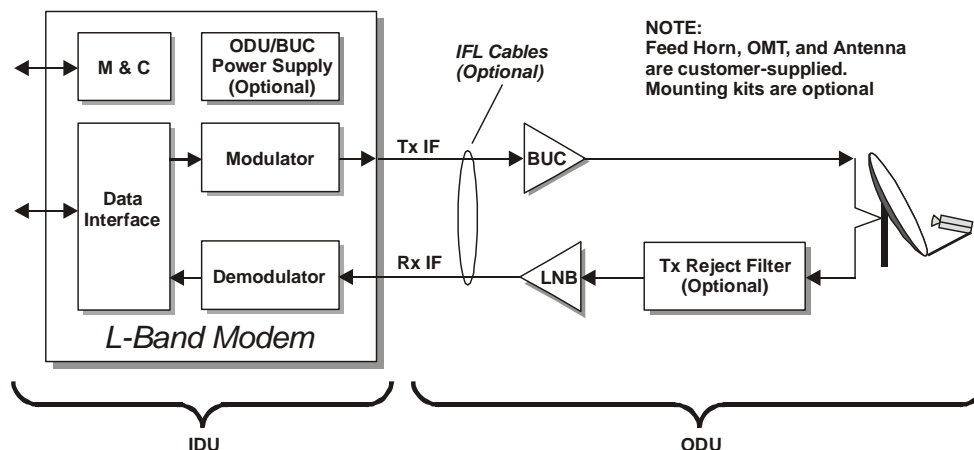 M & C
ODU/BUC
Power Supply
(Optional)
IFL Cables
(Optional)
NOTE:
Feed Horn, OMT, and Antenna
are customer-supplied.
Mounting kits are optional
Data
Interface
Modulator
Tx IF
BUC
Demodulator
Rx IF
LNB
Tx Reject Filter
(Optional)
L-Band Modem
IDU
ODU